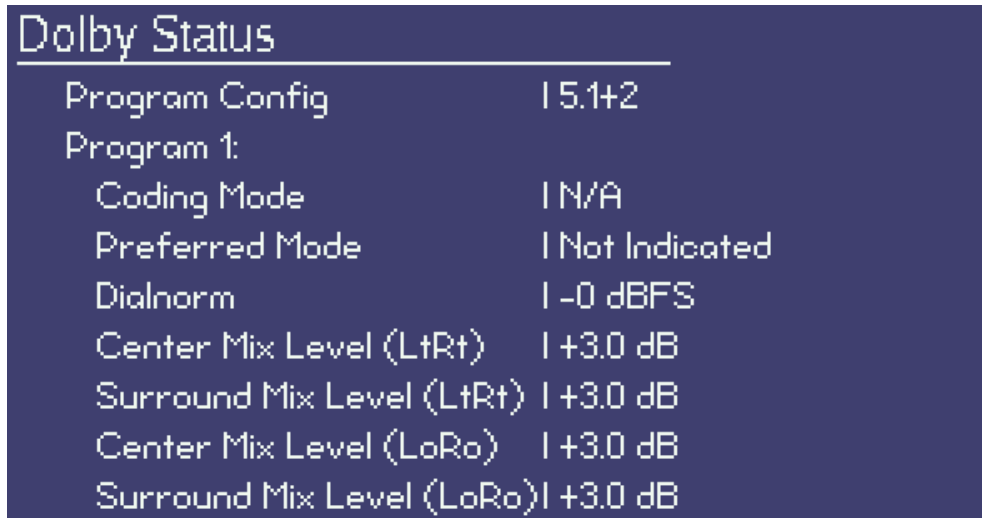 Dolby Status
Program Config | 5.1+2
Program 1:
Coding Mode | N/A
Preferred Mode | Not Indicated
Dialnorm | -0 dBFS
Center Mix Level (LtRt) | +3.0 dB
Surround Mix Level (LtRt) | +3.0 dB
Center Mix Level (LoRo) | +3.0 dB
Surround Mix Level (LoRo)| +3.0 dB